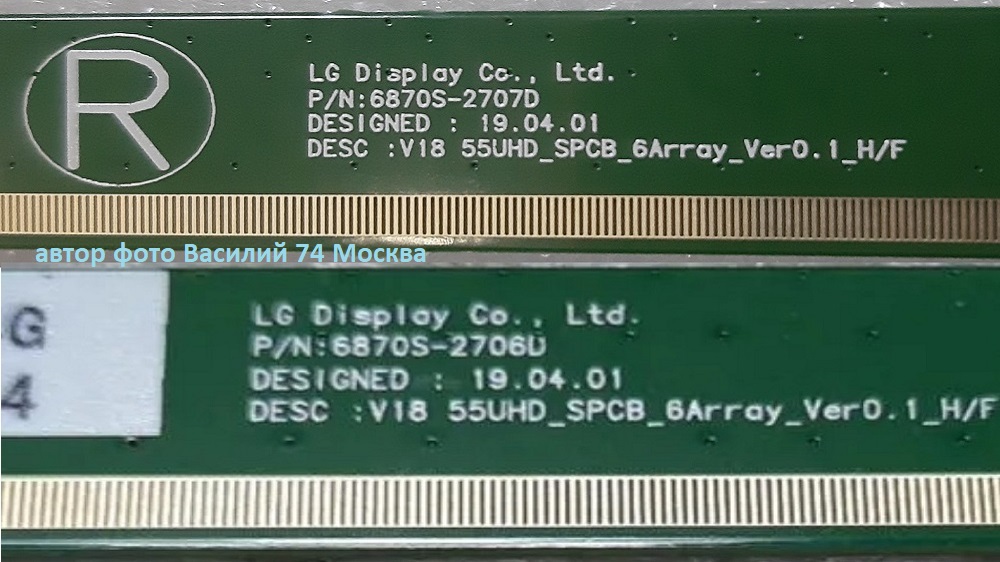 R
LG Display Co., Ltd.
P/N:6870S-2707D
DESIGNED : 19.04.01
DESC :V18 55UHD_SPCB_6Array_Ver0.1_H/F
автор фото Василий 74 Москва
G
4
LG Display Co., Ltd.
P/N:6870S-2706D
DESIGNED : 19.04.01
DESC :V18 55UHD_SPCB_6Array_Ver0.1_H/F